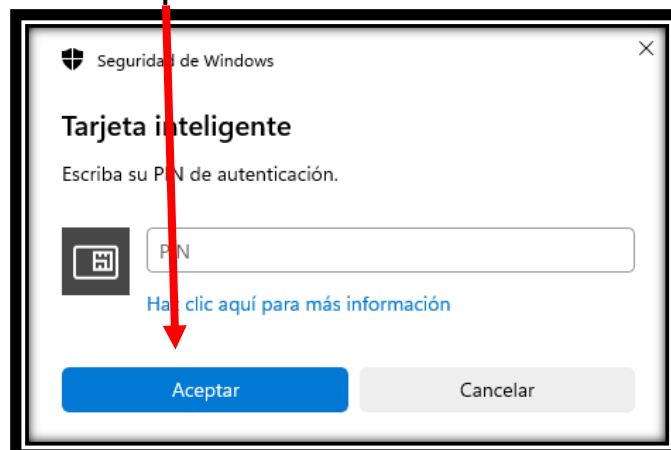 Seguridad de Windows
Tarjeta inteligente
Escriba su PIN de autenticación.
PIN
Haz clic aquí para más información
Aceptar
Cancelar